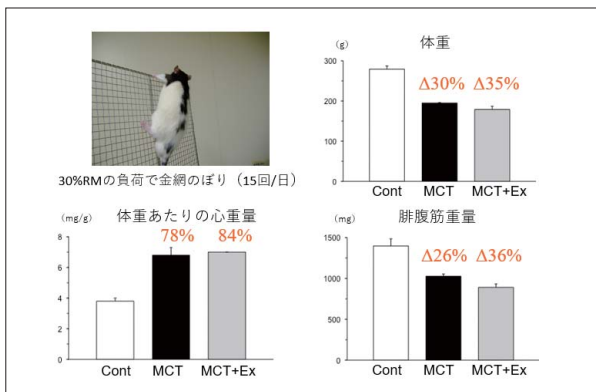 30%RMの負荷で金網のぼり（15回/日）
体重
(g)
300
200
100
0
Δ30%
Δ35%
Cont
MCT
MCT+Ex
体重あたりの心重量
(mg/g)
8
6
4
2
0
78%
84%
Cont
MCT
MCT+Ex
腓腹筋重量
(mg)
1500
1000
500
0
Δ26%
Δ36%
Cont
MCT
MCT+Ex